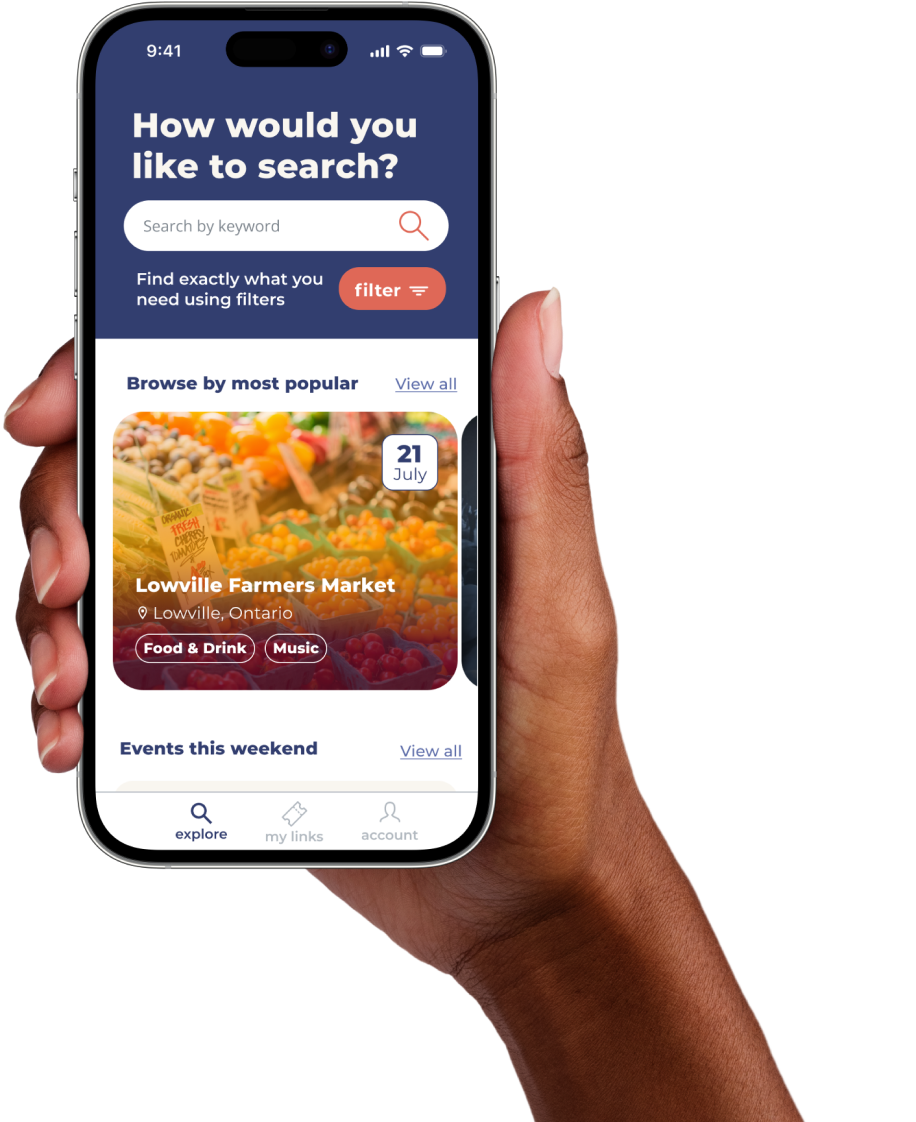 9:41
How would you
like to search?
Search by keyword
Find exactly what you
need using filters
filter
Browse by most popular
View all
21
July
ORGANIC
FRESH
CHERRY
TOMATOES
Lowville Farmers Market
Lowville, Ontario
Food & Drink
Music
Events this weekend
View all
explore
my links
account